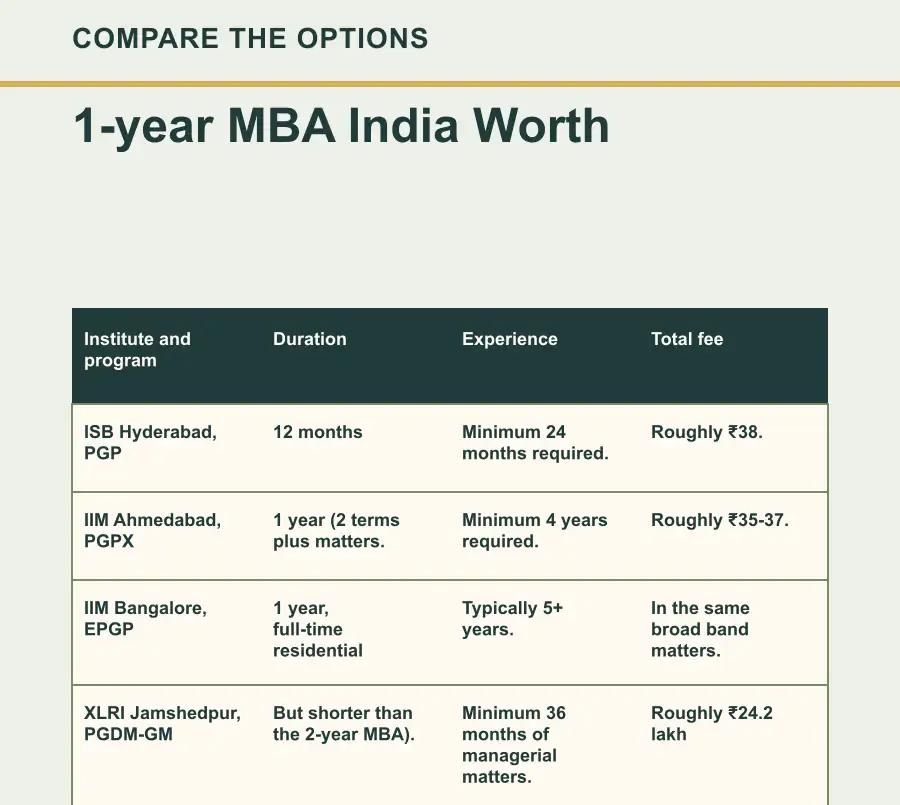 COMPARE THE OPTIONS
1-year MBA India Worth
Institute and
program
Duration
Experience
Total fee
ISB Hyderabad,
PGP
12 months
Minimum 24
months required.
Roughly ₹38.
IIM Ahmedabad,
PGPX
1 year (2 terms
plus matters.
Minimum 4 years
required.
Roughly ₹35-37.
IIM Bangalore,
EPGP
1 year,
full-time
residential
Typically 5+
years.
In the same
broad band
matters.
XLRI Jamshedpur,
PGDM-GM
But shorter than
the 2-year MBA).
Minimum 36
months of
managerial
matters.
Roughly ₹24.2
lakh